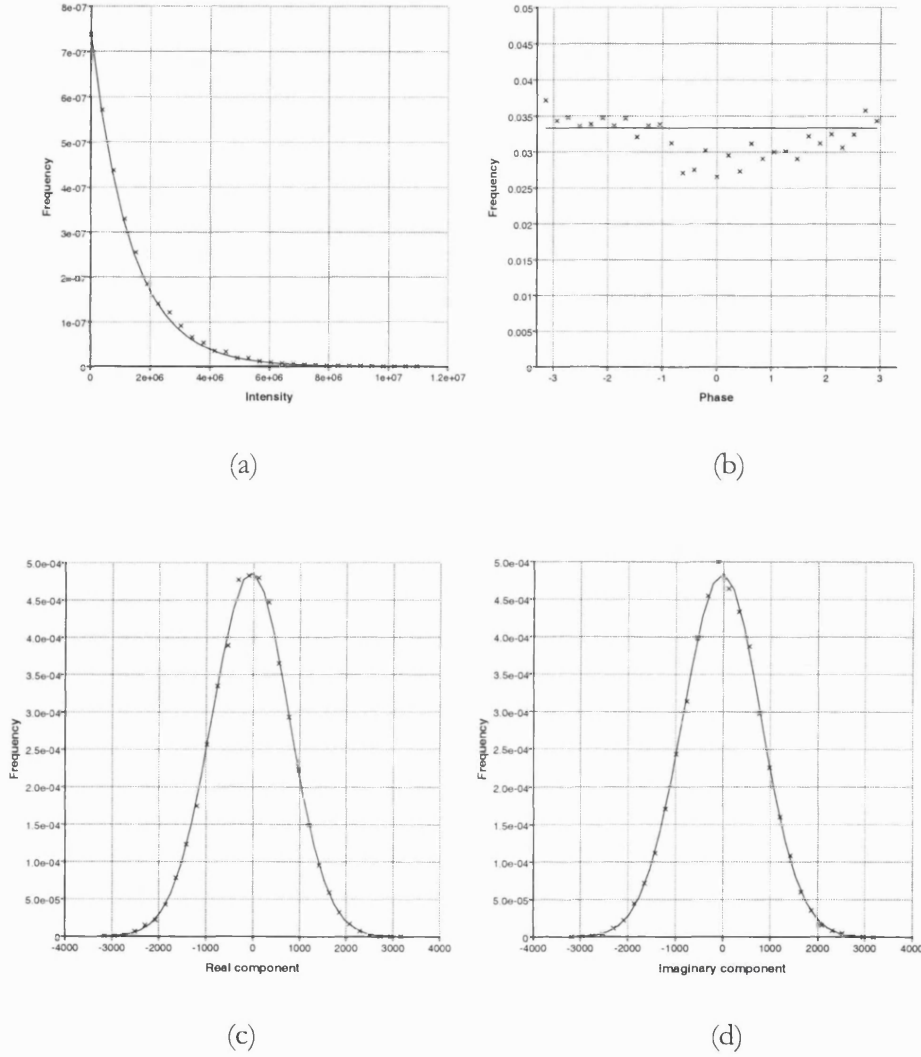 8e-07
7e-07
6e-07
5e-07
4e-07
3e-07
2e-07
1e-07
0
Frequency
0 2e+06 4e+06 6e+06 8e+06 1e+07 1.2e+07
Intensity
(a)
0.05
0.045
0.04
0.035
0.03
0.025
0.02
0.015
0.01
0.005
0
Frequency
-3 -2 -1 0 1 2 3
Phase
(b)
5.0e-04
4.5e-04
4.0e-04
3.5e-04
3.0e-04
2.5e-04
2.0e-04
1.5e-04
1.0e-04
5.0e-05
0
Frequency
-4000 -3000 -2000 -1000 0 1000 2000 3000 4000
Real component
(c)
5.0e-04
4.5e-04
4.0e-04
3.5e-04
3.0e-04
2.5e-04
2.0e-04
1.5e-04
1.0e-04
5.0e-05
0
Frequency
-4000 -3000 -2000 -1000 0 1000 2000 3000 4000
Imaginary component
(d)